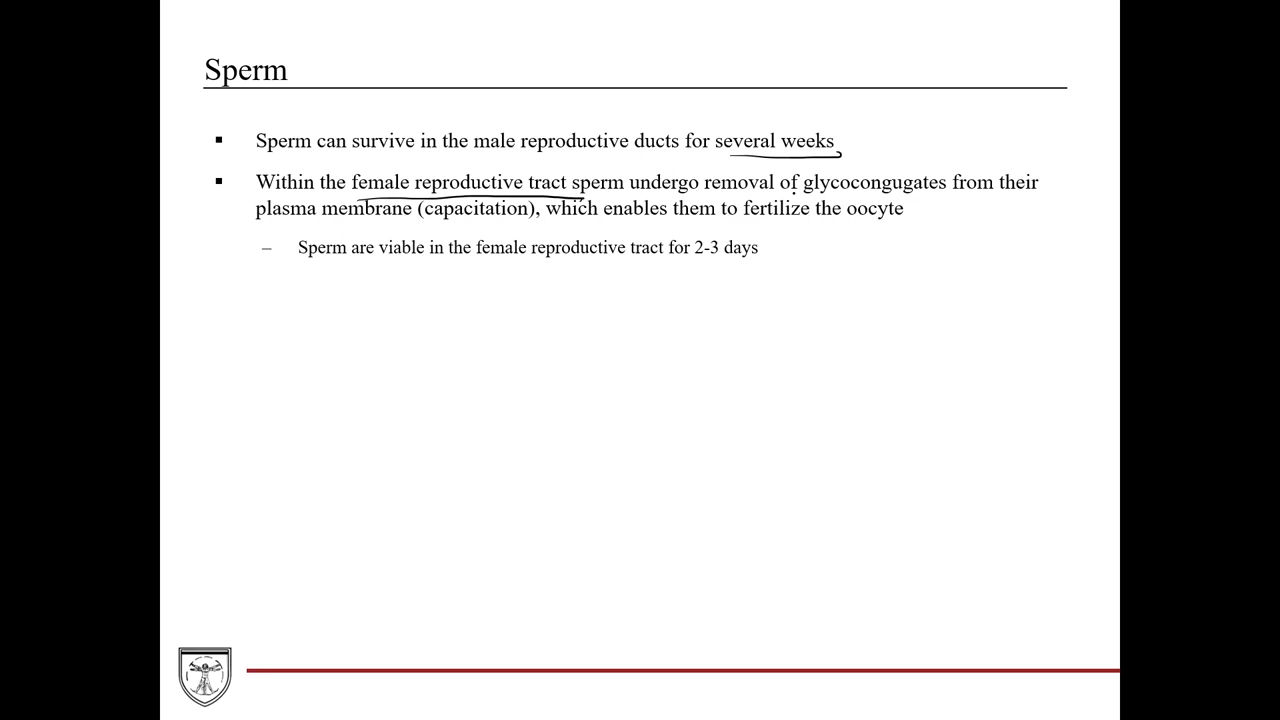 Sperm
▪ Sperm can survive in the male reproductive ducts for several weeks
▪ Within the female reproductive tract sperm undergo removal of glycocongugates from their
plasma membrane (capacitation), which enables them to fertilize the oocyte
– Sperm are viable in the female reproductive tract for 2-3 days